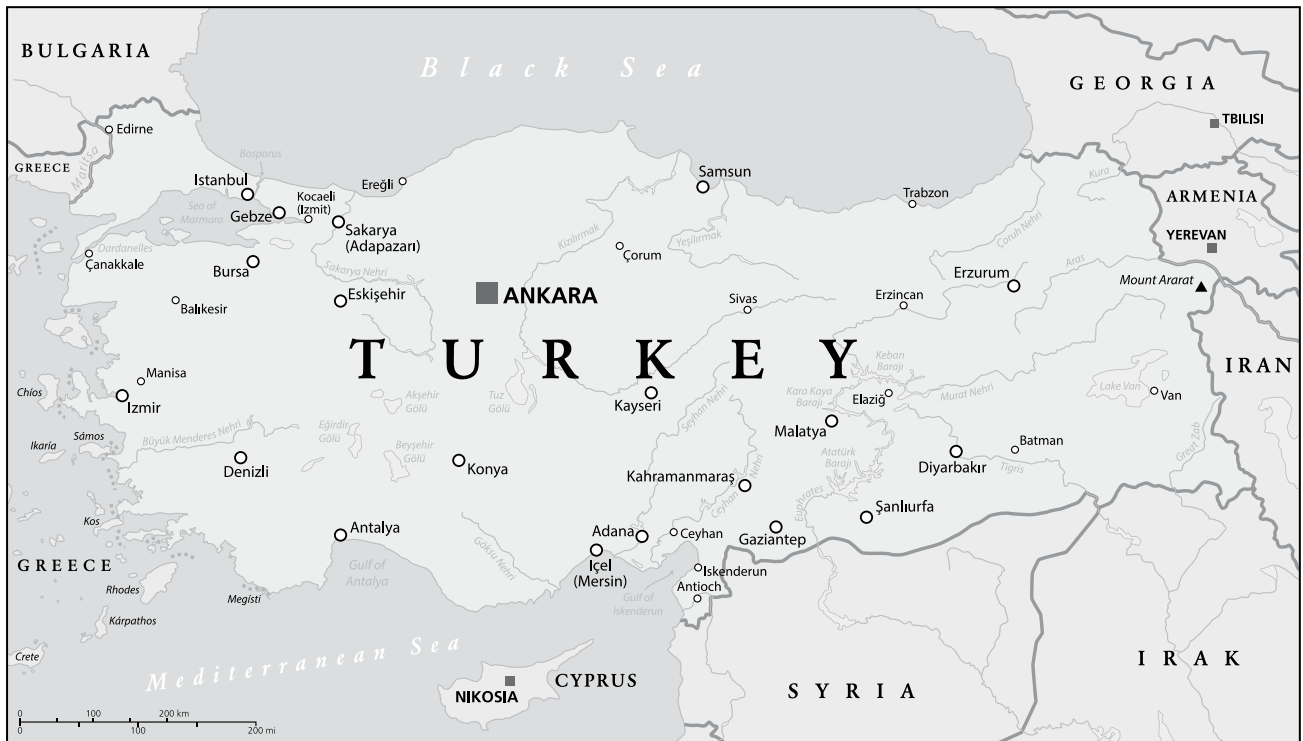 BULGARIA
Black Sea
GEORGIA
TBILISI
Edirne
Maritsa
GREECE
Bosporus
Istanbul
Ereğli
Samsun
Trabzon
Kura
ARMENIA
Kocaeli
(Izmit)
Sea of
Marmara
Gebze
Sakarya
(Adapazarı)
Kızılırmak
Yeşilırmak
Çoruh Nehri
YEREVAN
Dardanelles
Çanakkale
Bursa
Çorum
Sakarya Nehri
Erzurum
Aras
Mount Ararat
Balıkesir
Eskişehir
ANKARA
Sivas
Erzincan
TURKEY
IRAN
Keban
Barajı
Manisa
Chíos
Izmir
Akşehir
Gölü
Tuz
Gölü
Kayseri
Seyhan Nehri
Kara Kaya
Barajı
Elaziğ
Murat Nehri
Lake Van
Van
Ikaría
Sámos
Büyük Menderes Nehri
Eğirdir
Gölü
Beyşehir
Gölü
Malatya
Batman
Great Zab
Denizli
Konya
Kahramanmaraş
Ceyhan Nehri
Atatürk
Barajı
Diyarbakır
Tigris
Euphrates
Şanlıurfa
Kos
Antalya
Göksu Nehri
Adana
Ceyhan
Gaziantep
GREECE
Gulf of
Antalya
Içel
(Mersin)
Iskenderun
Antioch
Gulf of
Iskenderun
Rhodes
Megísti
Kárpathos
Crete
Mediterranean Sea
NIKOSIA
CYPRUS
SYRIA
IRAK
0 100 200 km
0 100 200 mi